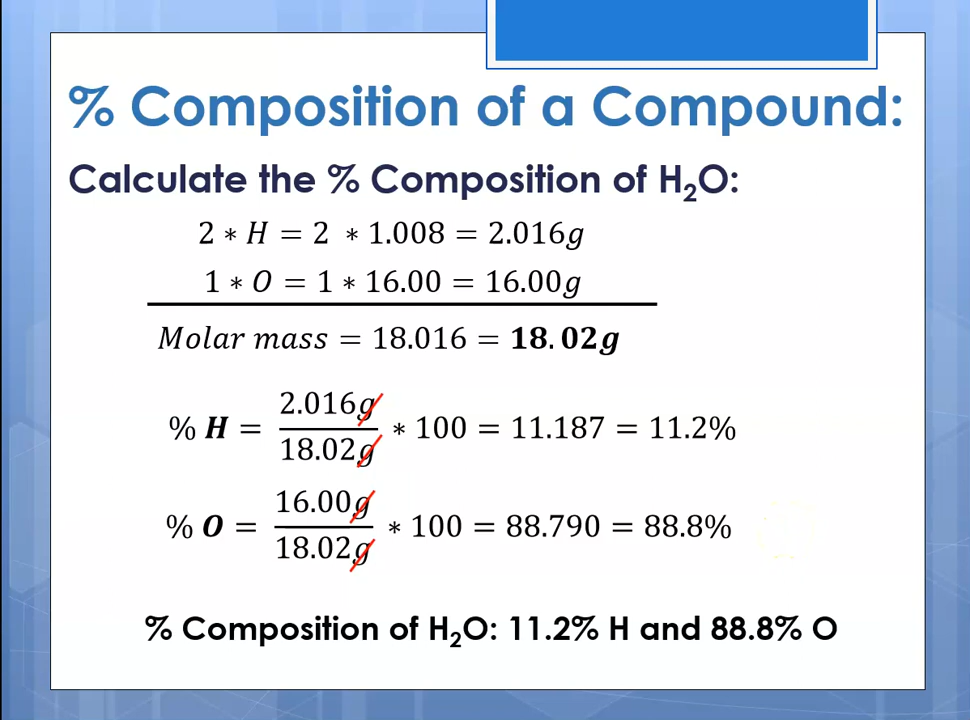 % Composition of a Compound:
Calculate the % Composition of H₂O:
2 ∗ H = 2 ∗ 1.008 = 2.016g
1 ∗ O = 1 ∗ 16.00 = 16.00g
Molar mass = 18.016 = 18.02g
% H = 2.016g / 18.02g ∗ 100 = 11.187 = 11.2%
% O = 16.00g / 18.02g ∗ 100 = 88.790 = 88.8%
% Composition of H₂O: 11.2% H and 88.8% O